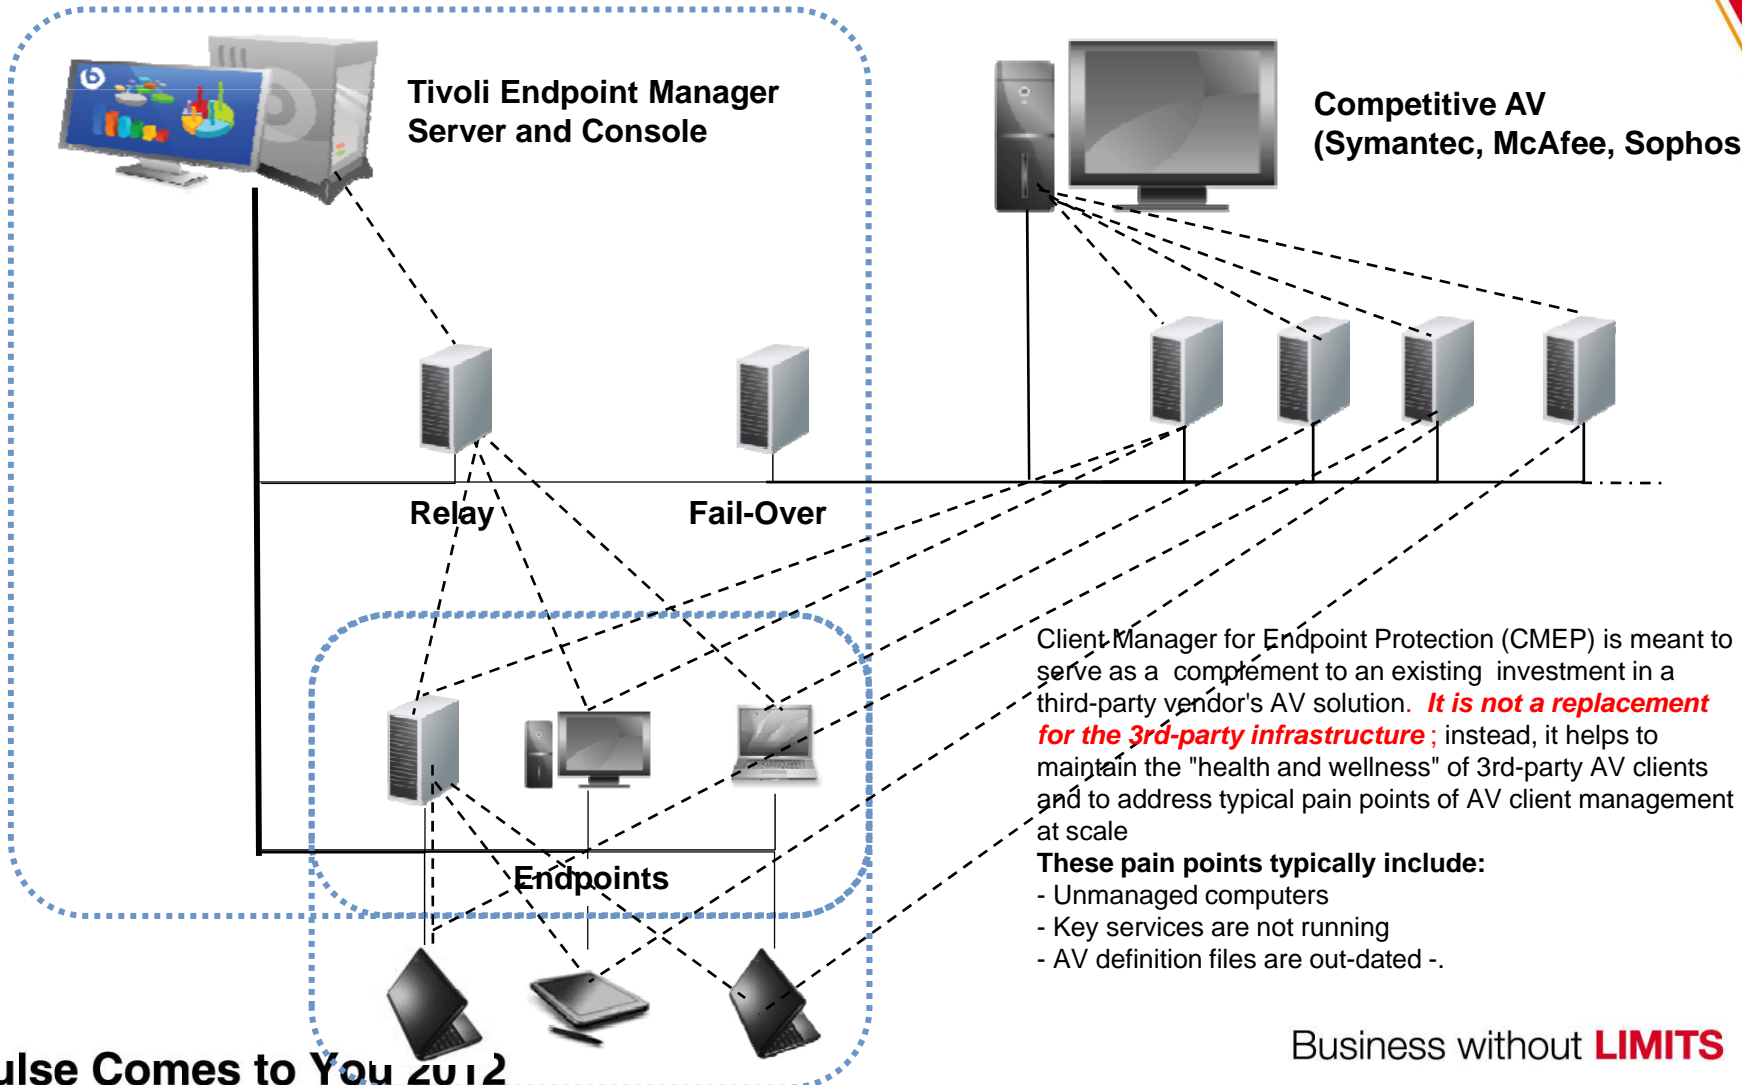 Tivoli Endpoint Manager
Server and Console
Competitive AV
(Symantec, McAfee, Sophos
Relay
Fail-Over
Endpoints
Client Manager for Endpoint Protection (CMEP) is meant to
serve as a complement to an existing investment in a
third-party vendor's AV solution. It is not a replacement
for the 3rd-party infrastructure ; instead, it helps to
maintain the "health and wellness" of 3rd-party AV clients
and to address typical pain points of AV client management
at scale
These pain points typically include:
- Unmanaged computers
- Key services are not running
- AV definition files are out-dated -.
ulse Comes to You 2012
Business without LIMITS